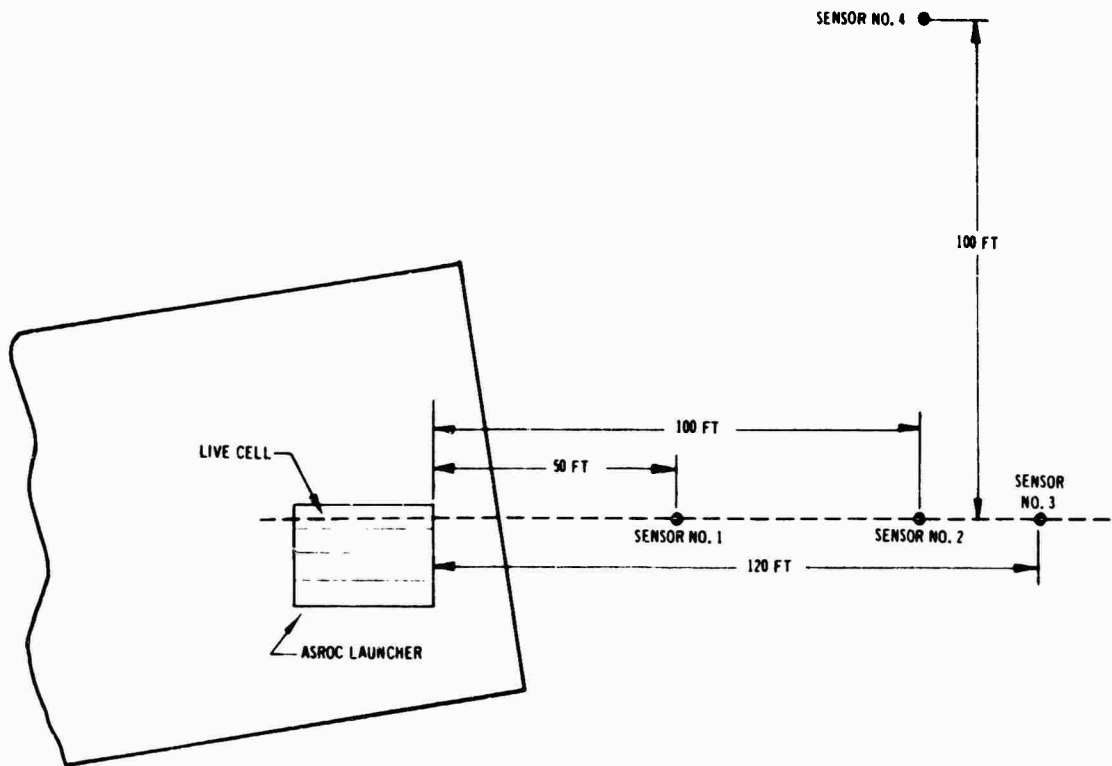 SENSOR NO. 4
100 FT
100 FT
LIVE CELL
50 FT
SENSOR
NO. 3
SENSOR NO. 1
SENSOR NO. 2
120 FT
ASROC LAUNCHER